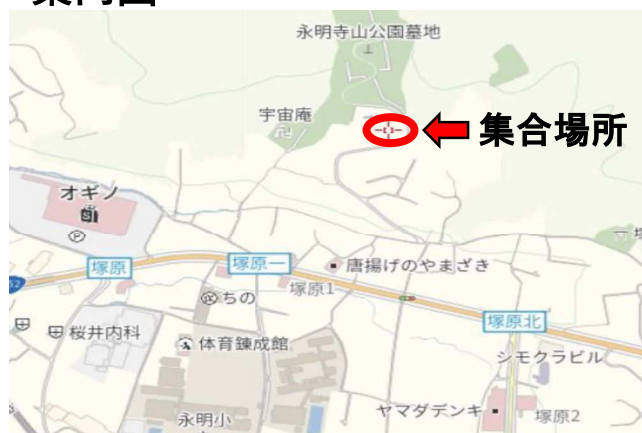 永明寺山公園墓地
宇宙庵
集合場所
オギノ
塚原
塚原一
唐揚げのやまざき
塚原1
ちの
塚原北
桜井内科
体育錬成館
シモクラビル
ヤマダデンキ
塚原2
永明小